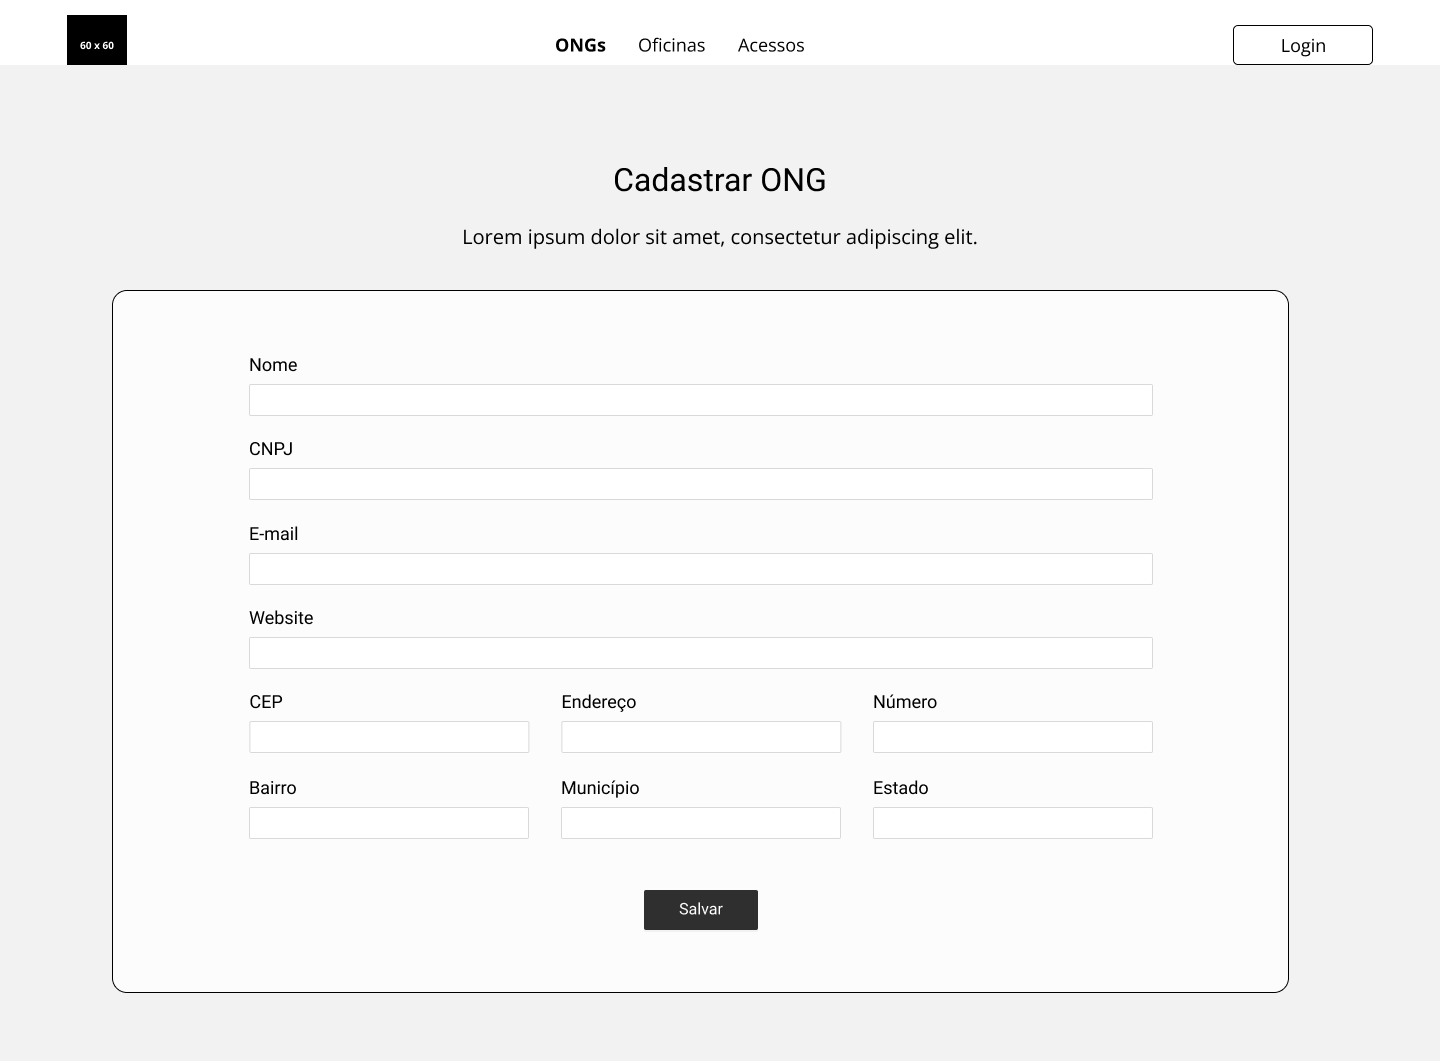 60 x 60
ONGs Oficinas Acessos
Login
Cadastrar ONG
Lorem ipsum dolor sit amet, consectetur adipiscing elit.
Nome
CNPJ
E-mail
Website
CEP Endereço Número
Bairro Município Estado
Salvar